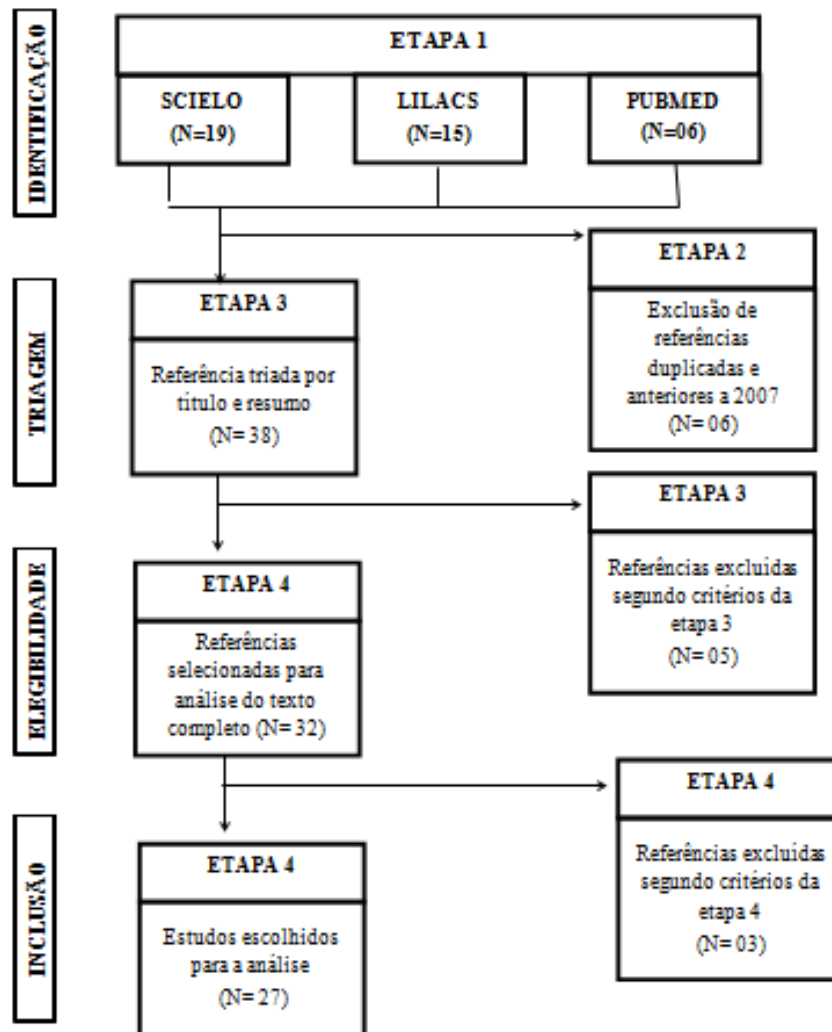 IDENTIFICAÇÃO
ETAPA 1
SCIELO
(N=19)
LILACS
(N=15)
PUBMED
(N=06)
ETAPA 2
Exclusão de
referências
duplicadas e
anteriores a 2007
(N= 06)
TRIAGEM
ETAPA 3
Referência triada por
titulo e resumo
(N= 38)
ETAPA 3
Referências excluídas
segundo critérios da
etapa 3
(N= 05)
ELEGIBILIDADE
ETAPA 4
Referências
selecionadas para
análise do texto
completo (N= 32)
ETAPA 4
Referências excluídas
segundo critérios da
etapa 4
(N= 03)
INCLUSÃO
ETAPA 4
Estudos escolhidos
para a análise
(N= 27)